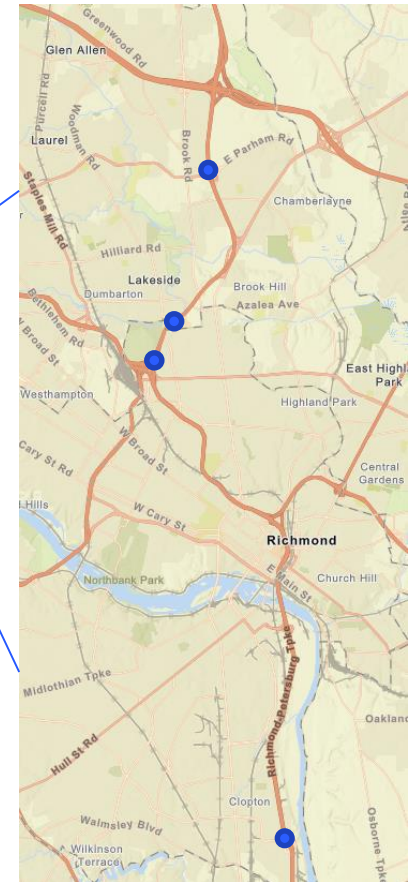 Greenwood Rd
Glen Allen
Purcell Rd
Woodman Rd
Laurel
Brook Rd
E Parham Rd
Staples Mill Rd
Chamberlayne
Atlee
Hilliard Rd
Lakeside
Dumbarton
Brook Hill
Azalea Ave
Bethlehem Rd
N Broad St
Westhampton
East Highl
Park
Highland Park
W Broad St
Cary St Rd
Central
Gardens
d Hills
W Cary St
Richmond
E Main St
Northbank Park
Church Hill
Richmond-Petersburg Tpke
Midlothian Tpke
Oakland
Hull St Rd
Clopton
Walmsley Blvd
Osborne Tpke
Wilkinson
Terrace